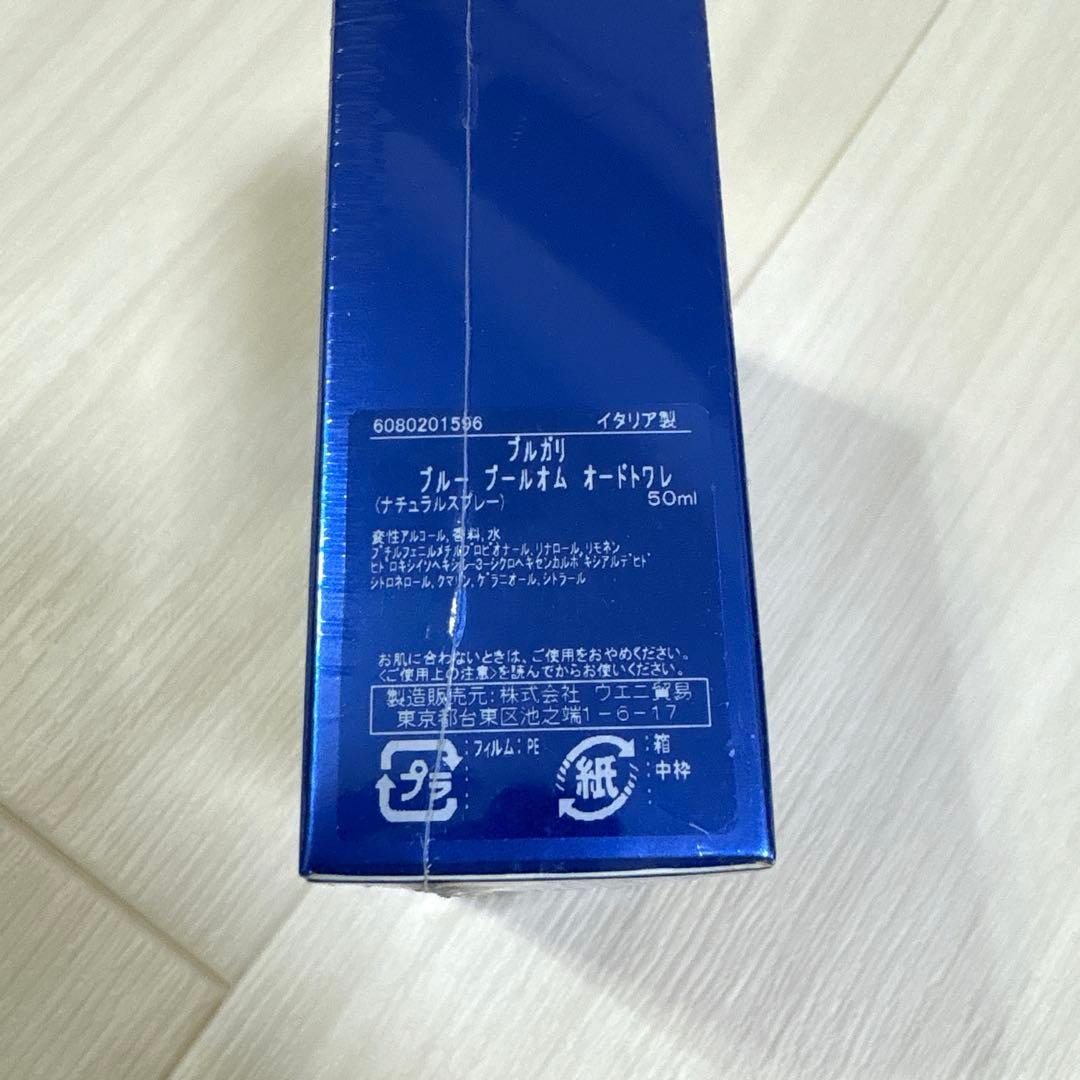 6080201596 イタリア製
ブルガリ
ブルー プールオム オードトワレ
(ナチュラルスプレー) 50ml
変性アルコール,香料,水
ブチルフェニルメチルプロピオナール,リナロール,リモネン
ヒドロキシイソヘキシル-3-シクロヘキセンカルボキシアルデヒド
シトロネロール,クマリン,ゲラニオール,シトラール
お肌に合わないときは、ご使用をおやめください。
〈ご使用上の注意〉を読んでからお使いください。
製造販売元:株式会社 ウエニ貿易
東京都台東区池之端1-6-17
プラ :フィルム:PE 紙 :箱
中枠